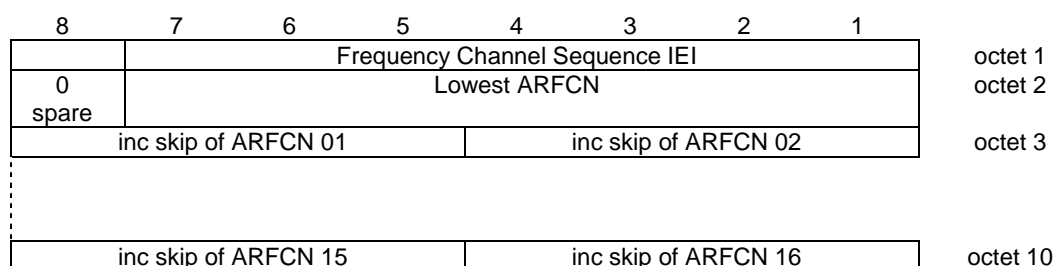 8 7 6 5 4 3 2 1
Frequency Channel Sequence IEI octet 1
0 Lowest ARFCN octet 2
spare
inc skip of ARFCN 01 inc skip of ARFCN 02 octet 3
inc skip of ARFCN 15 inc skip of ARFCN 16 octet 10